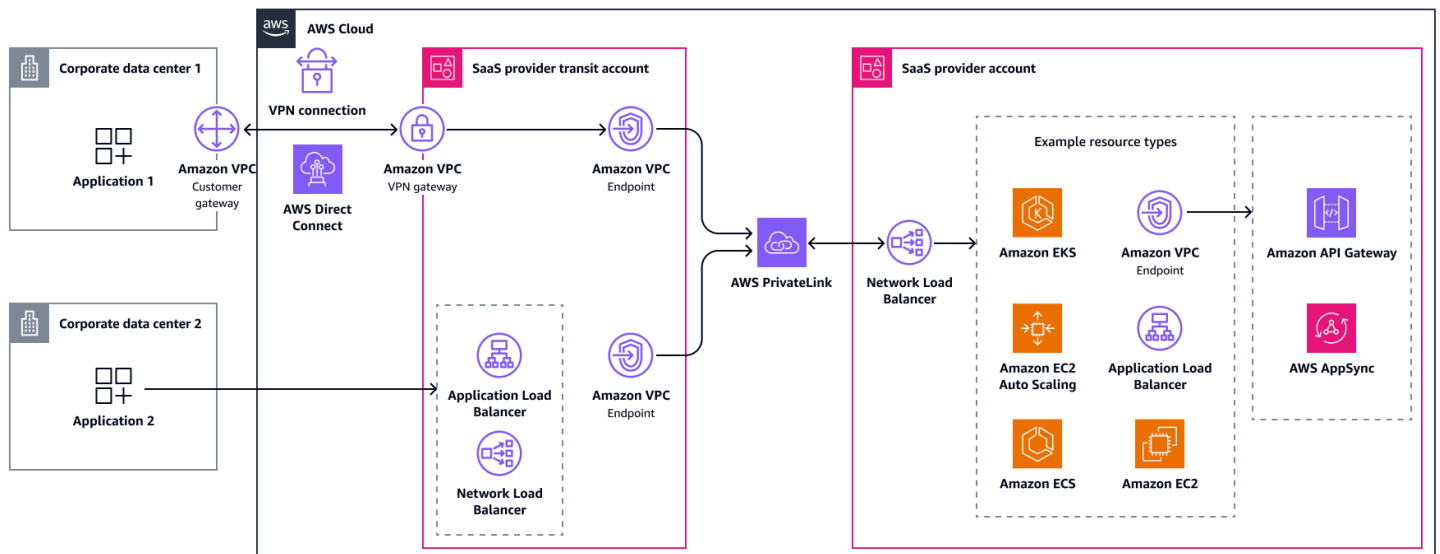 aws
AWS Cloud
Corporate data center 1
Application 1
Amazon VPC
Customer
gateway
VPN connection
AWS Direct
Connect
SaaS provider transit account
Amazon VPC
VPN gateway
Amazon VPC
Endpoint
Corporate data center 2
Application 2
Application Load
Balancer
Network Load
Balancer
Amazon VPC
Endpoint
AWS PrivateLink
SaaS provider account
Network Load
Balancer
Example resource types
Amazon EKS
Amazon VPC
Endpoint
Amazon EC2
Auto Scaling
Application Load
Balancer
Amazon ECS
Amazon EC2
Amazon API Gateway
AWS AppSync